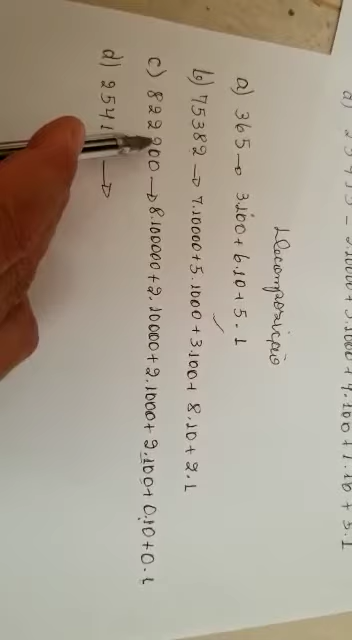 Decomposição
a) 365 → 3.100 + 6.10 + 5.1
b) 75382 → 7.10000 + 5.1000 + 3.100 + 8.10 + 2.1
c) 822200 → 8.100000 + 2.10000 + 2.1000 + 2.100 + 0.10 + 0.1
d) 2541 →